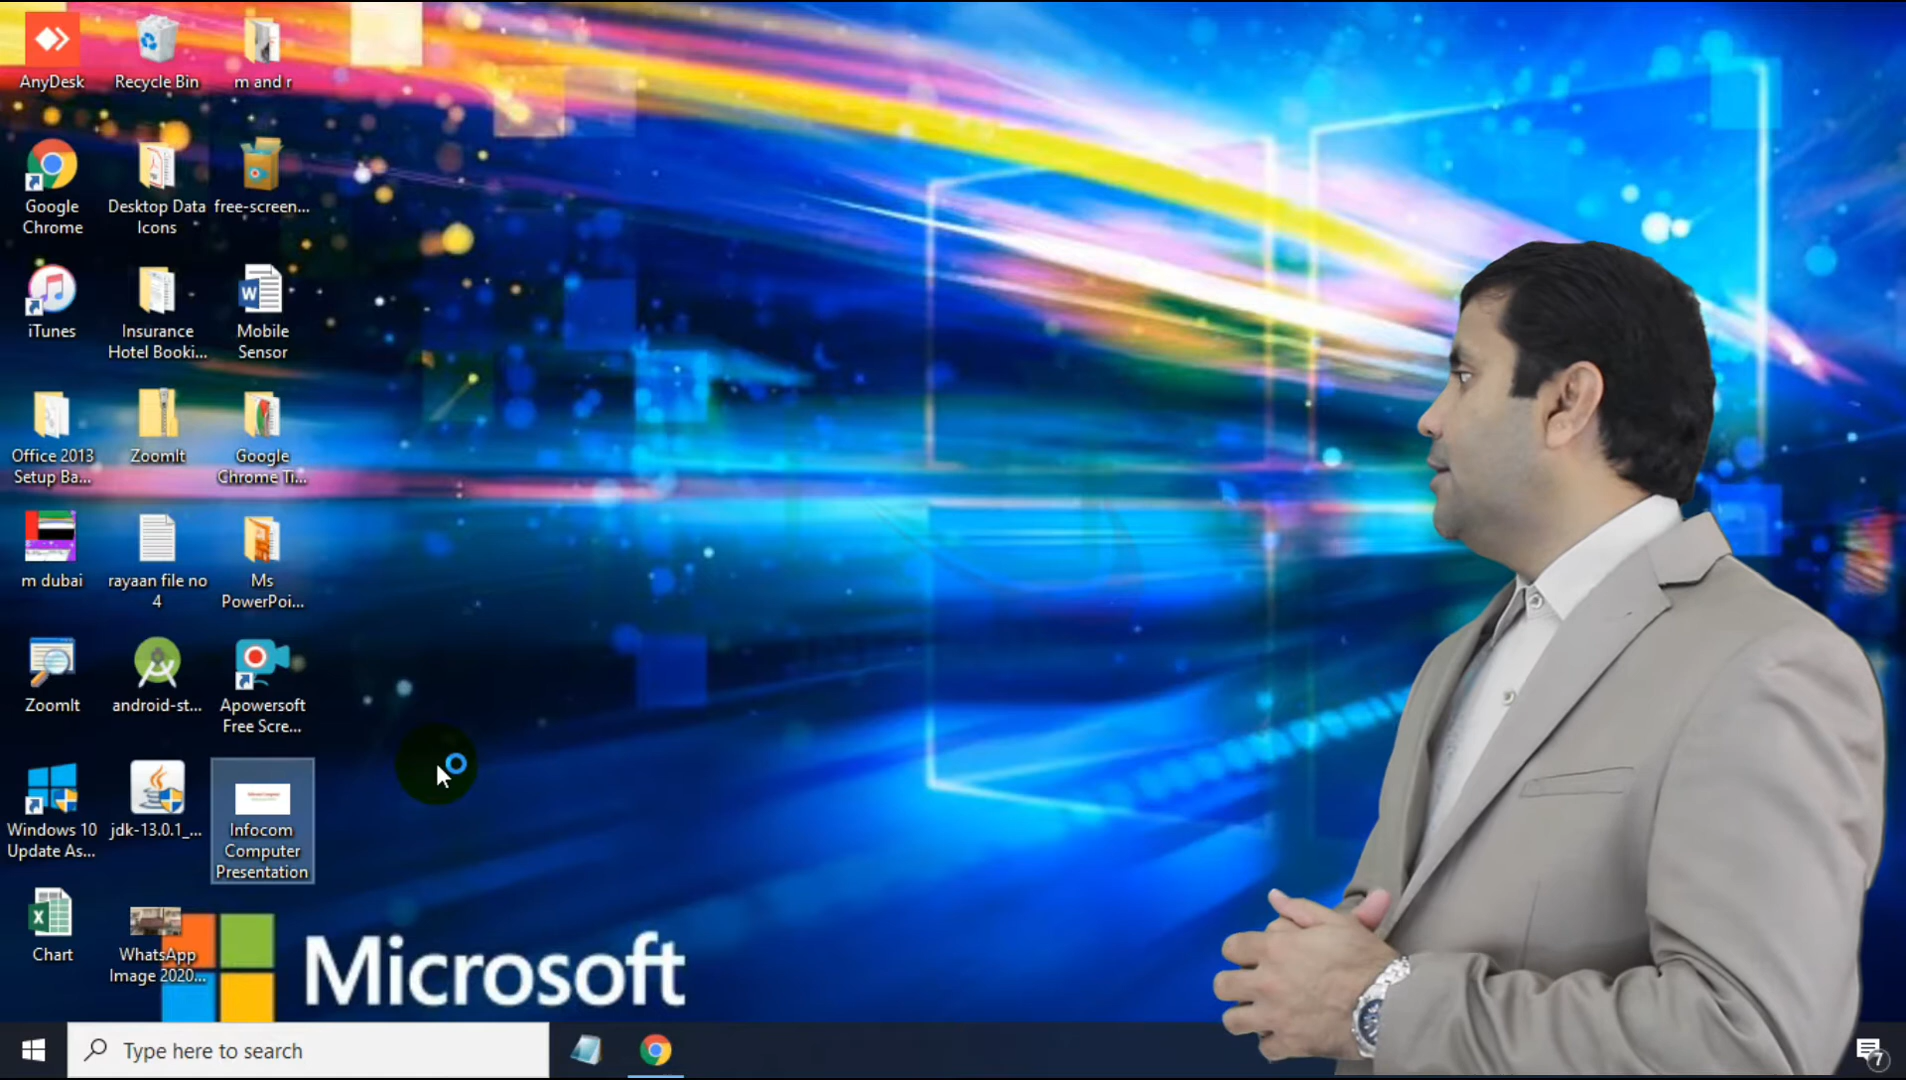 AnyDesk
Recycle Bin
m and r
Google
Chrome
Desktop Data
Icons
free-screen...
iTunes
Insurance
Hotel Booki...
Mobile
Sensor
Office 2013
Setup Ba...
ZoomIt
Google
Chrome Ti...
m dubai
rayaan file no
4
Ms
PowerPoi...
ZoomIt
android-st...
Apowersoft
Free Scre...
Windows 10
Update As...
jdk-13.0.1_...
Infocom
Computer
Presentation
Chart
WhatsApp
Image 2020...
Microsoft
Type here to search
7